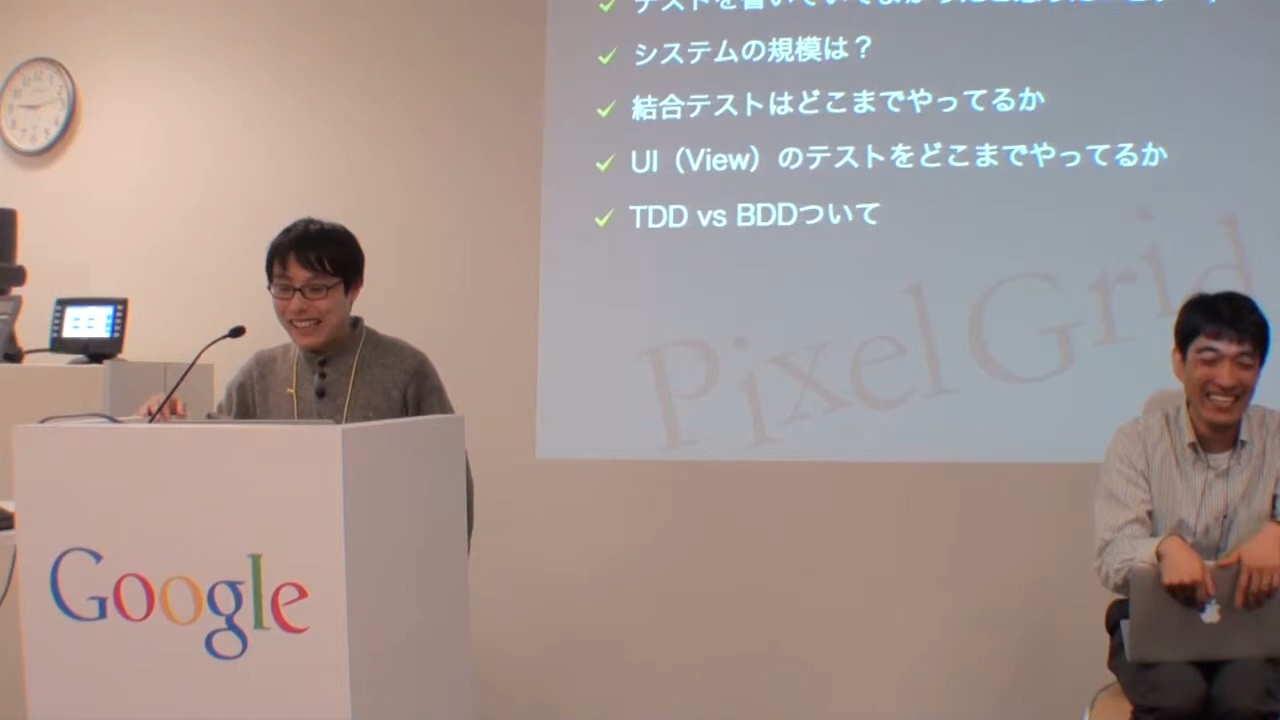 システムの規模は？
結合テストはどこまでやってるか
UI（View）のテストをどこまでやってるか
TDD vs BDDついて
PixelGrid
Google